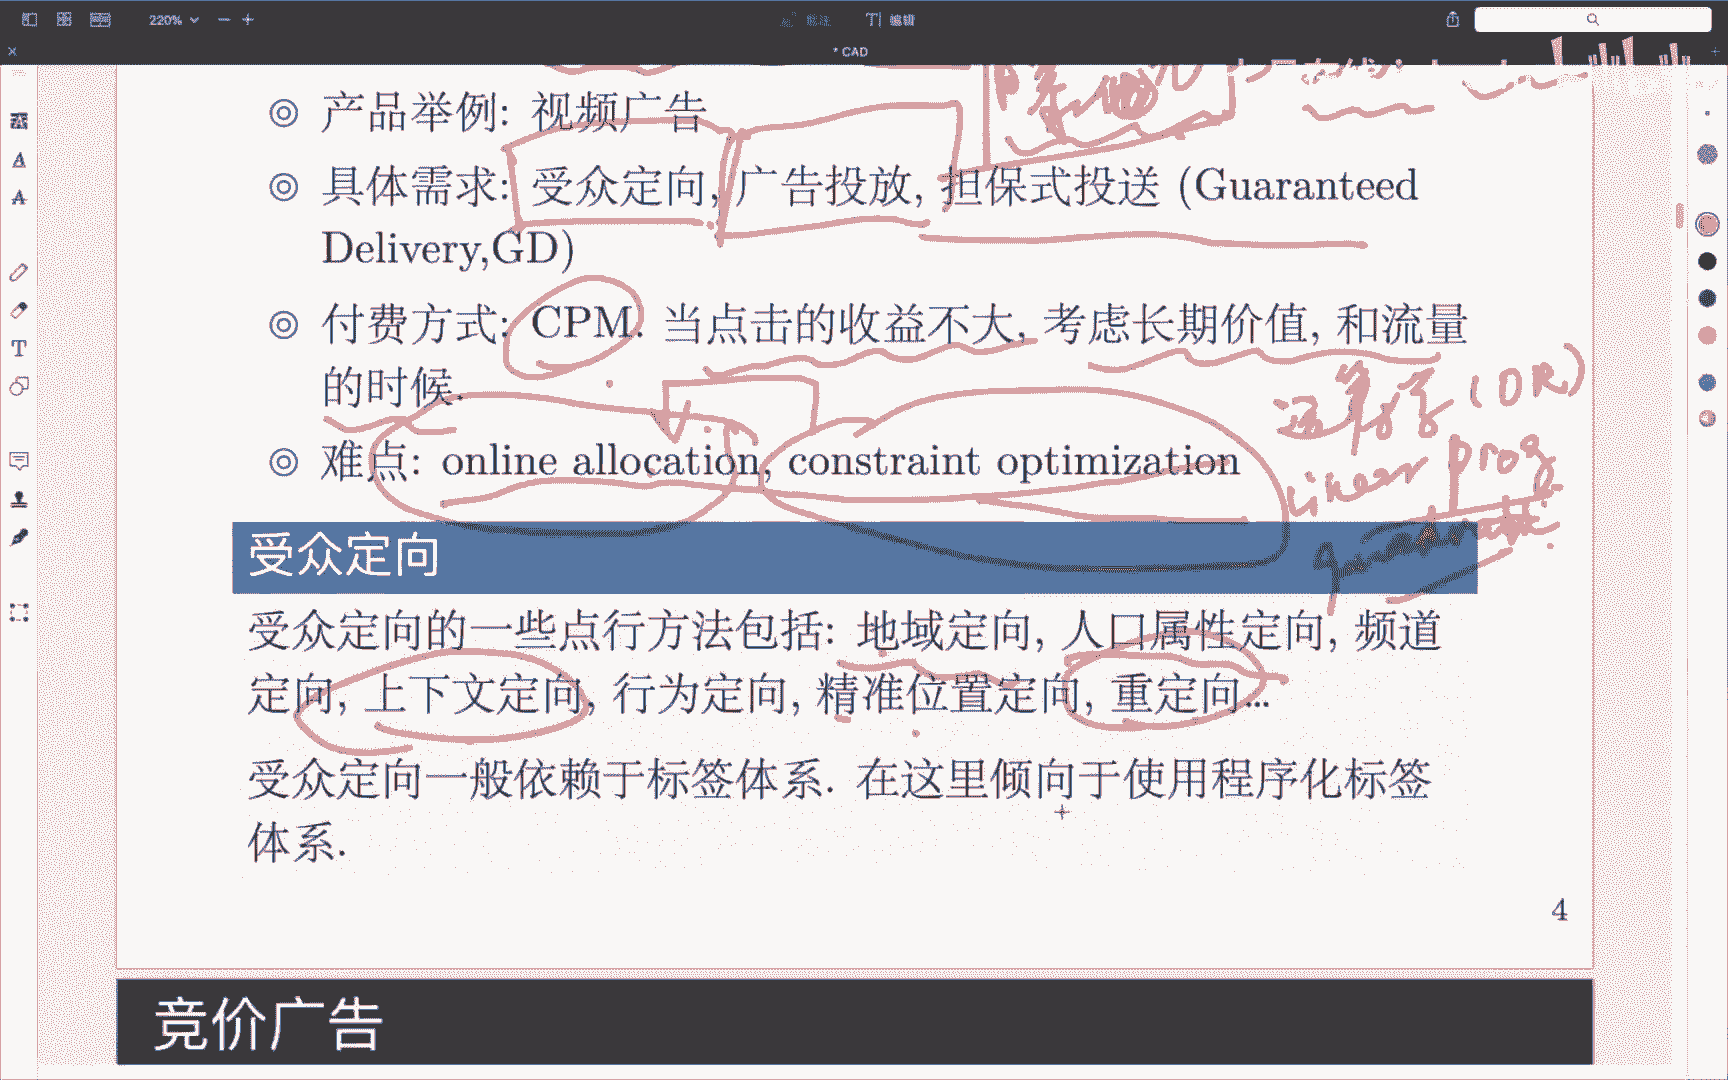 220%
编辑
CAD
产品举例: 视频广告
具体需求: 受众定向, 广告投放, 担保式投送 (Guaranteed
Delivery,GD)
付费方式: CPM. 当点击的收益不大, 考虑长期价值, 和流量
的时候.
运筹学 (OR)
难点: online allocation, constraint optimization
linear prog
受众定向
受众定向的一些点行方法包括: 地域定向, 人口属性定向, 频道
定向, 上下文定向, 行为定向, 精准位置定向, 重定向...
受众定向一般依赖于标签体系. 在这里倾向于使用程序化标签
体系.
4
竞价广告